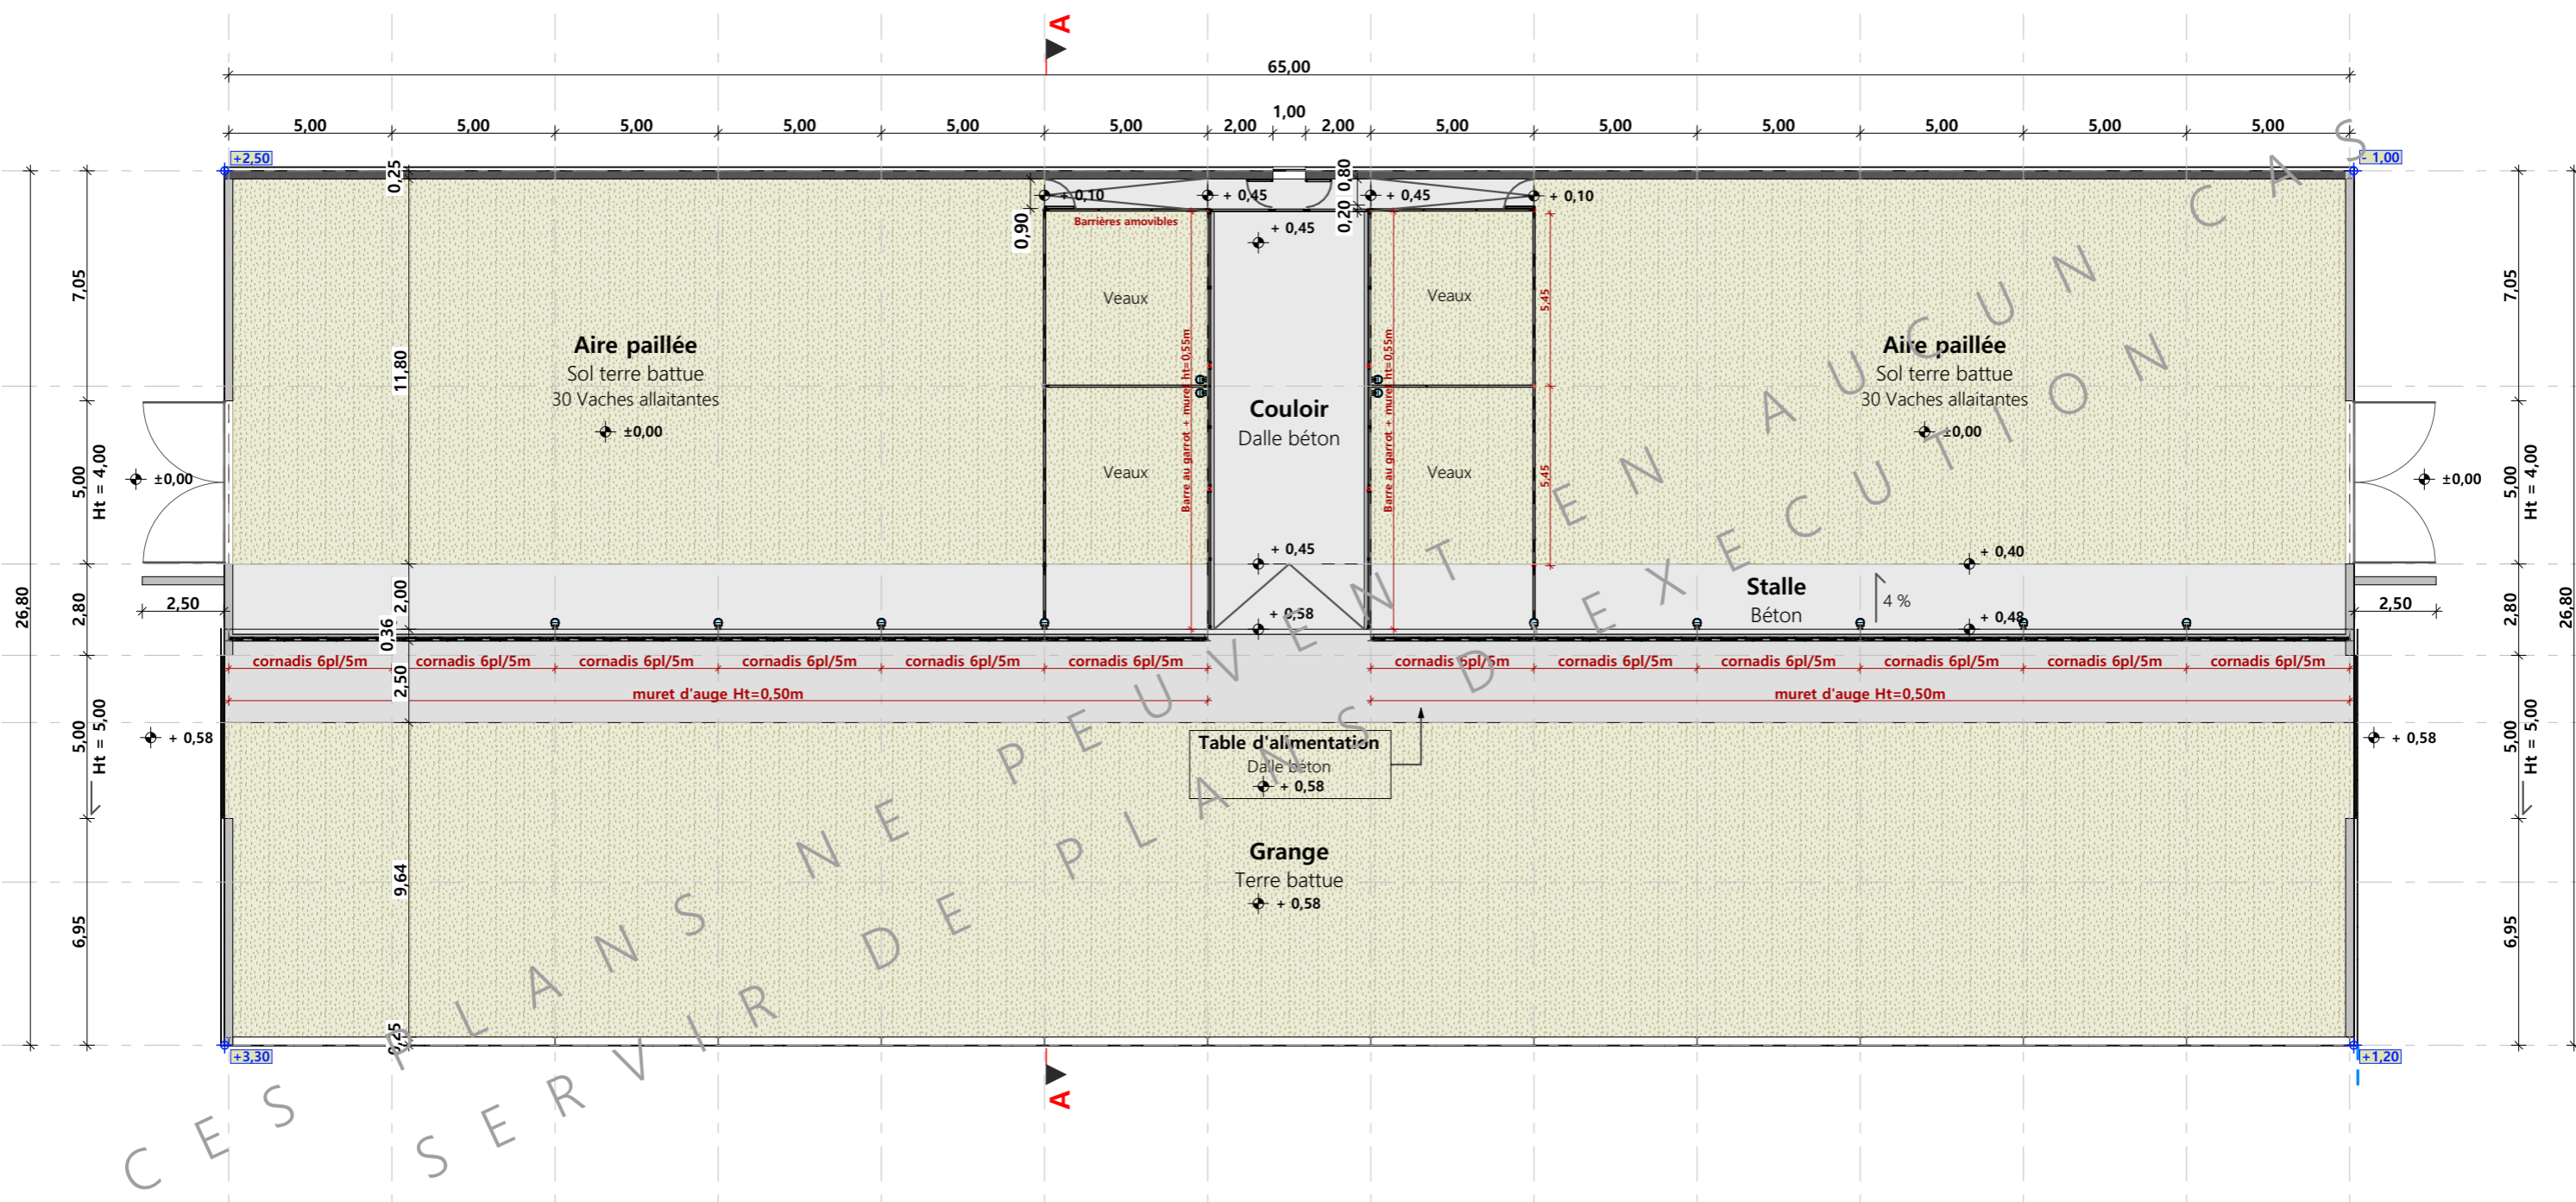 A
65,00
1,00
5,00 5,00 5,00 5,00 5,00 5,00 2,00 2,00 5,00 5,00 5,00 5,00 5,00 5,00
+2,50
- 1,00
0,25
0,80
+ 0,10
+ 0,45
+ 0,45
+ 0,10
0,90
0,20
Barrières amovibles
+ 0,45
7,05
7,05
Veaux
Veaux
5,45
11,80
Aire paillée
Sol terre battue
30 Vaches allaitantes
±0,00
Barre au garrot + muret ht=0,55m
Barre au garrot + muret ht=0,55m
Couloir
Dalle béton
Aire paillée
Sol terre battue
30 Vaches allaitantes
±0,00
Veaux
Veaux
5,45
5,00
Ht = 4,00
±0,00
±0,00
5,00
Ht = 4,00
+ 0,45
+ 0,40
26,80
2,80
2,50
2,00
0,36
+ 0,58
Stalle
Béton
4 %
+ 0,48
2,50
2,80
26,80
cornadis 6pl/5m cornadis 6pl/5m cornadis 6pl/5m cornadis 6pl/5m cornadis 6pl/5m cornadis 6pl/5m cornadis 6pl/5m cornadis 6pl/5m cornadis 6pl/5m cornadis 6pl/5m cornadis 6pl/5m cornadis 6pl/5m
2,50
muret d'auge Ht=0,50m
muret d'auge Ht=0,50m
5,00
Ht = 5,00
+ 0,58
Table d'alimentation
Dalle béton
+ 0,58
+ 0,58
5,00
Ht = 5,00
Grange
Terre battue
+ 0,58
9,64
6,95
6,95
0,25
+3,30
+1,20
A
CES PLANS NE PEUVENT EN AUCUN CAS
SERVIR DE PLANS D EXECUTION